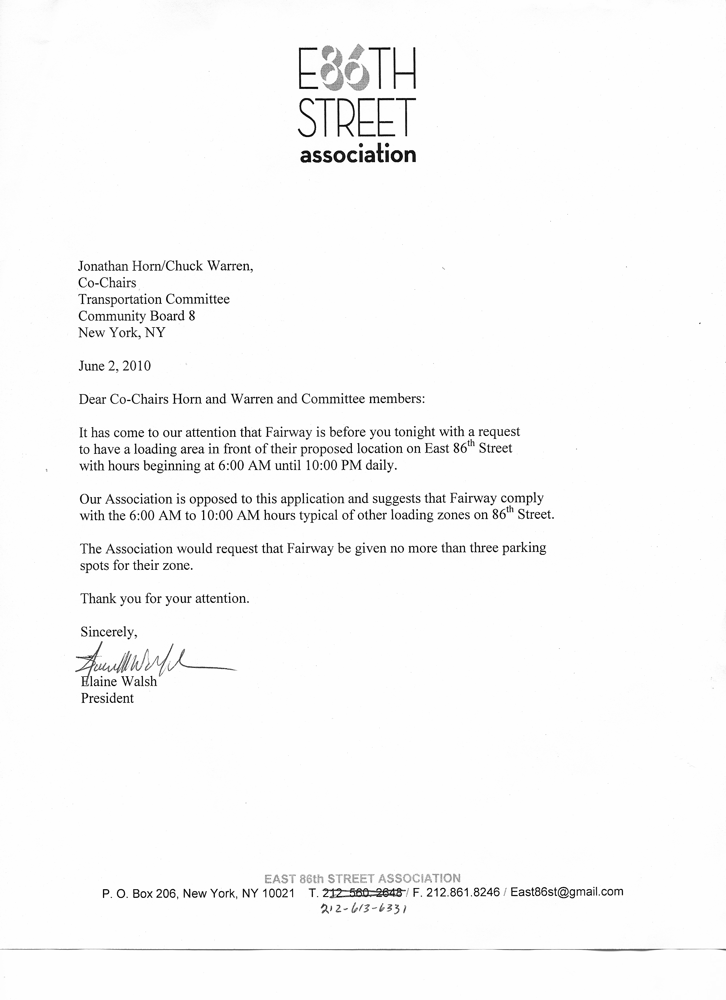 E86TH
STREET
association
Jonathan Horn/Chuck Warren,
Co-Chairs
Transportation Committee
Community Board 8
New York, NY
June 2, 2010
Dear Co-Chairs Horn and Warren and Committee members:
It has come to our attention that Fairway is before you tonight with a request
to have a loading area in front of their proposed location on East 86th Street
with hours beginning at 6:00 AM until 10:00 PM daily.
Our Association is opposed to this application and suggests that Fairway comply
with the 6:00 AM to 10:00 AM hours typical of other loading zones on 86th Street.
The Association would request that Fairway be given no more than three parking
spots for their zone.
Thank you for your attention.
Sincerely,
Elaine Walsh
President
EAST 86th STREET ASSOCIATION
P. O. Box 206, New York, NY 10021 T. 212 560. 2648 / F. 212.861.8246 / East86st@gmail.com
212-613-6331